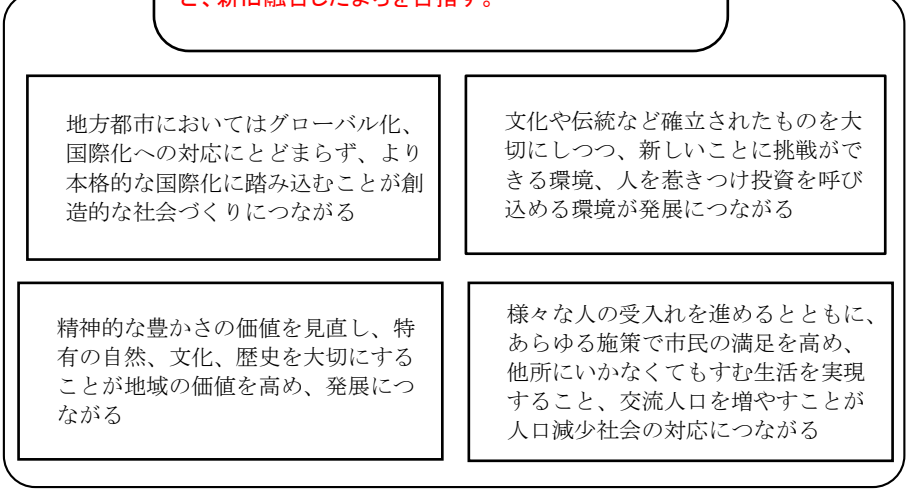 と、新旧融合したまちを目指す。
地方都市においてはグローバル化、
国際化への対応にとどまらず、より
本格的な国際化に踏み込むことが創
造的な社会づくりにつながる
文化や伝統など確立されたものを大
切にしつつ、新しいことに挑戦がで
きる環境、人を惹きつけ投資を呼び
込める環境が発展につながる
精神的な豊かさの価値を見直し、特
有の自然、文化、歴史を大切にする
ことが地域の価値を高め、発展につ
ながる
様々な人の受入れを進めるとともに、
あらゆる施策で市民の満足を高め、
他所にいかなくてもすむ生活を実現
すること、交流人口を増やすことが
人口減少社会の対応につながる